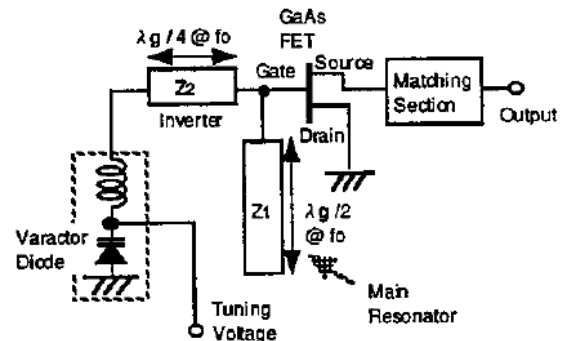 GaAs
FET
λg/4 @ fo
Z2
Inverter
Gate
Source
Drain
Matching
Section
Output
Z1
λg/2
@ fo
Varactor
Diode
Main
Resonator
Tuning
Voltage